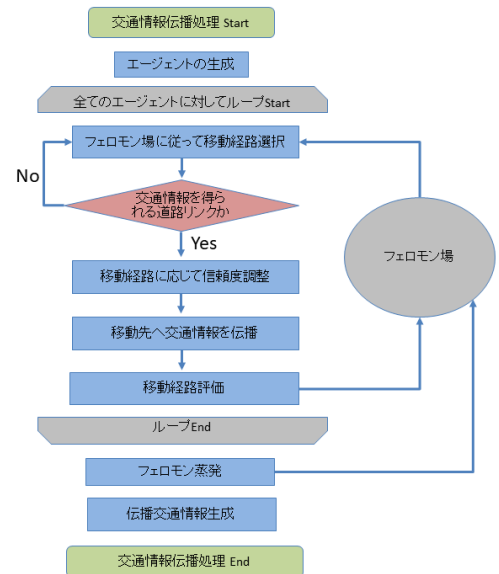 交通情報伝播処理 Start
エージェントの生成
全てのエージェントに対してループStart
フェロモン場に従って移動経路選択
No
交通情報を得ら
れる道路リンクか
Yes
フェロモン場
移動経路に応じて信頼度調整
移動先へ交通情報を伝播
移動経路評価
ループEnd
フェロモン蒸発
伝播交通情報生成
交通情報伝播処理 End